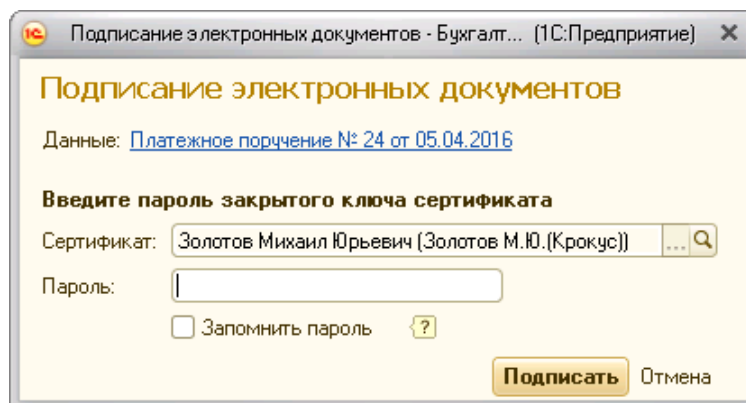 1С Подписание электронных документов - Бухгалт... (1С:Предприятие)
Подписание электронных документов
Данные: Платежное поручение № 24 от 05.04.2016
Введите пароль закрытого ключа сертификата
Сертификат: Золотов Михаил Юрьевич (Золотов М.Ю.(Крокус)) ...
Пароль:
Запомнить пароль ?
Подписать Отмена